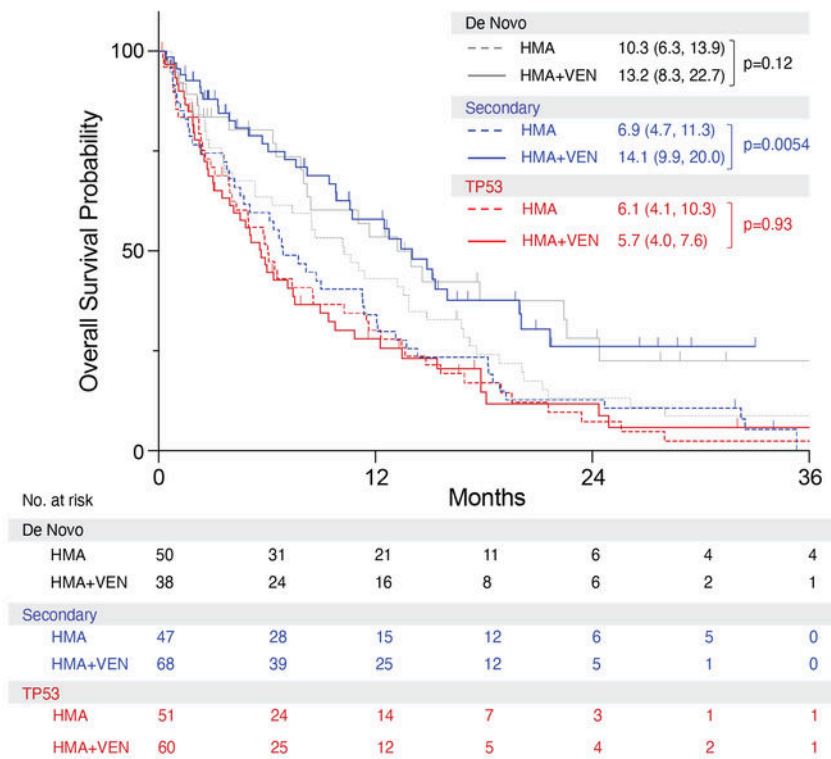 De Novo
HMA 10.3 (6.3, 13.9)
HMA+VEN 13.2 (8.3, 22.7)
p=0.12
Secondary
HMA 6.9 (4.7, 11.3)
HMA+VEN 14.1 (9.9, 20.0)
p=0.0054
TP53
HMA 6.1 (4.1, 10.3)
HMA+VEN 5.7 (4.0, 7.6)
p=0.93
Overall Survival Probability
100
50
0
0 12 24 36
Months
No. at risk
De Novo
HMA 50 31 21 11 6 4 4
HMA+VEN 38 24 16 8 6 2 1
Secondary
HMA 47 28 15 12 6 5 0
HMA+VEN 68 39 25 12 5 1 0
TP53
HMA 51 24 14 7 3 1 1
HMA+VEN 60 25 12 5 4 2 1